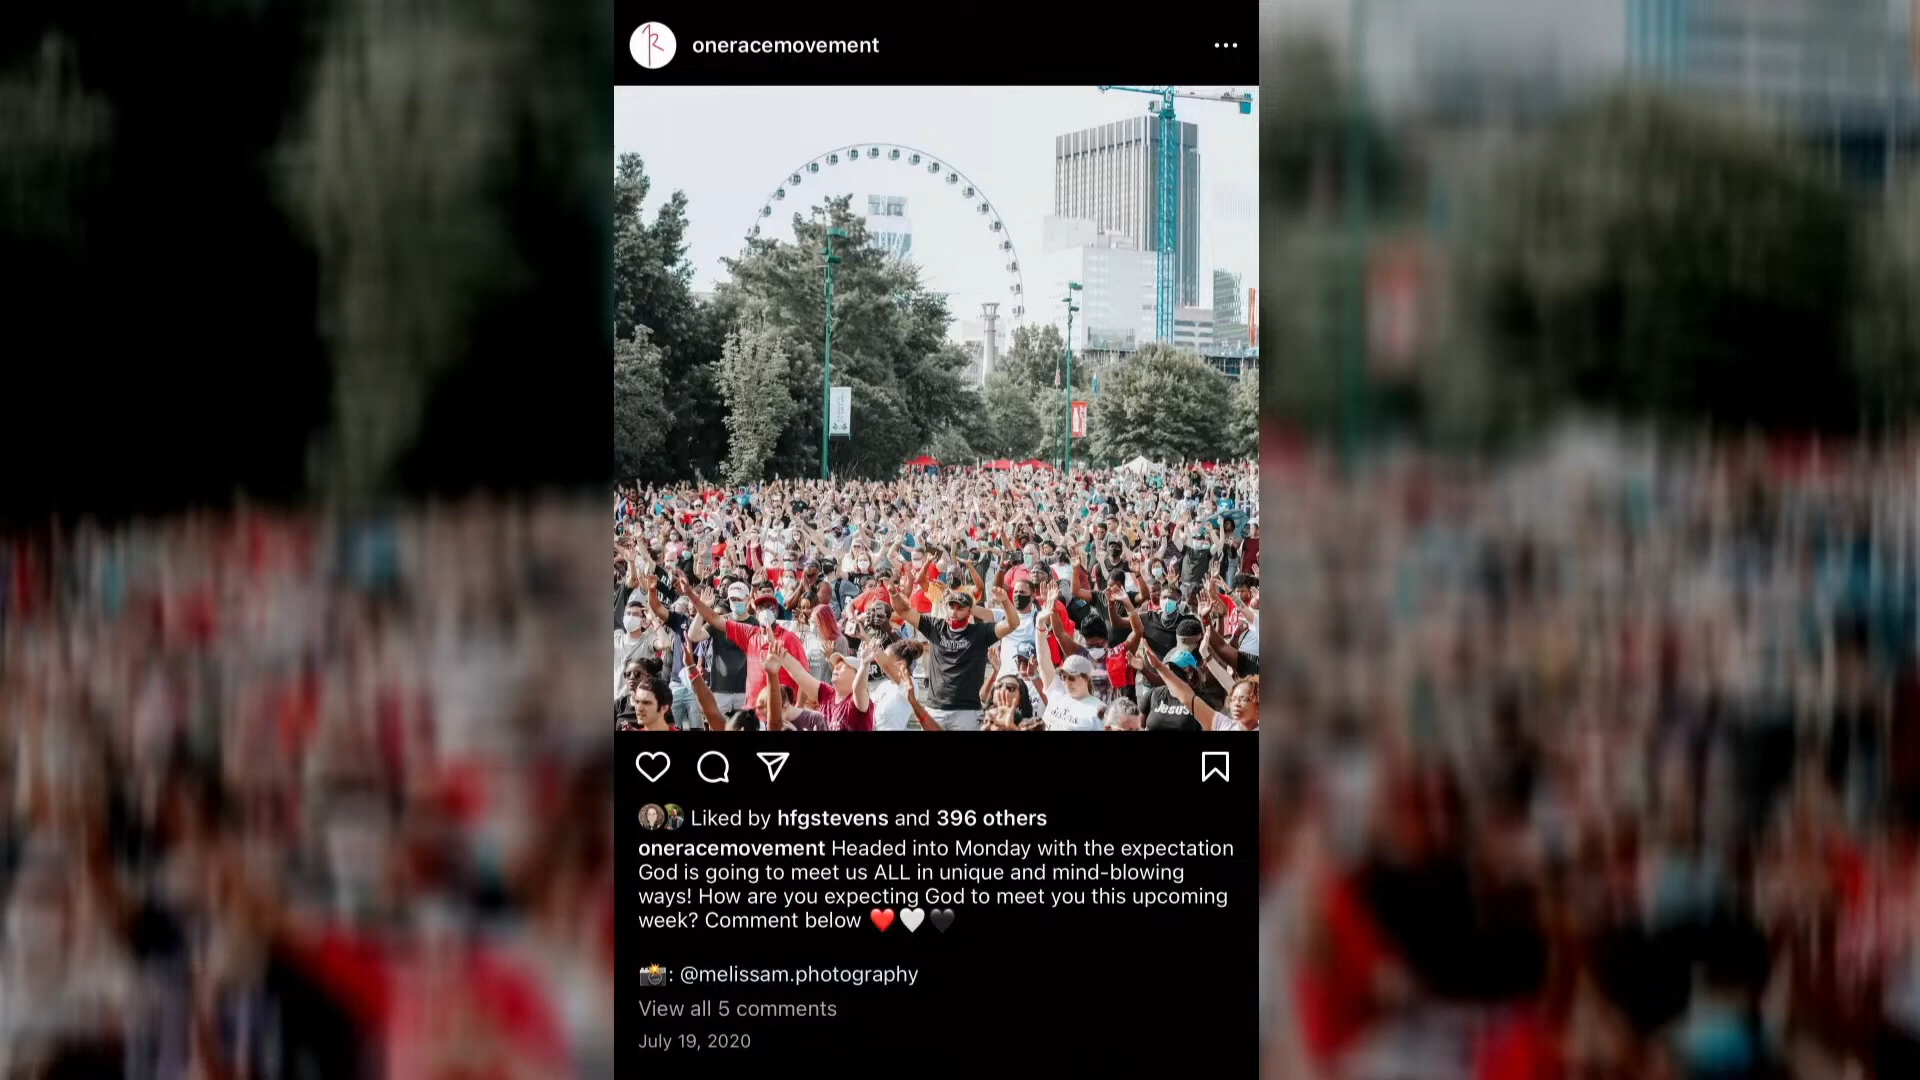 oneracemovement
Jesus
Liked by hfgstevens and 396 others
oneracemovement Headed into Monday with the expectation
God is going to meet us ALL in unique and mind-blowing
ways! How are you expecting God to meet you this upcoming
week? Comment below ❤️🤍🖤
📸: @melissam.photography
View all 5 comments
July 19, 2020